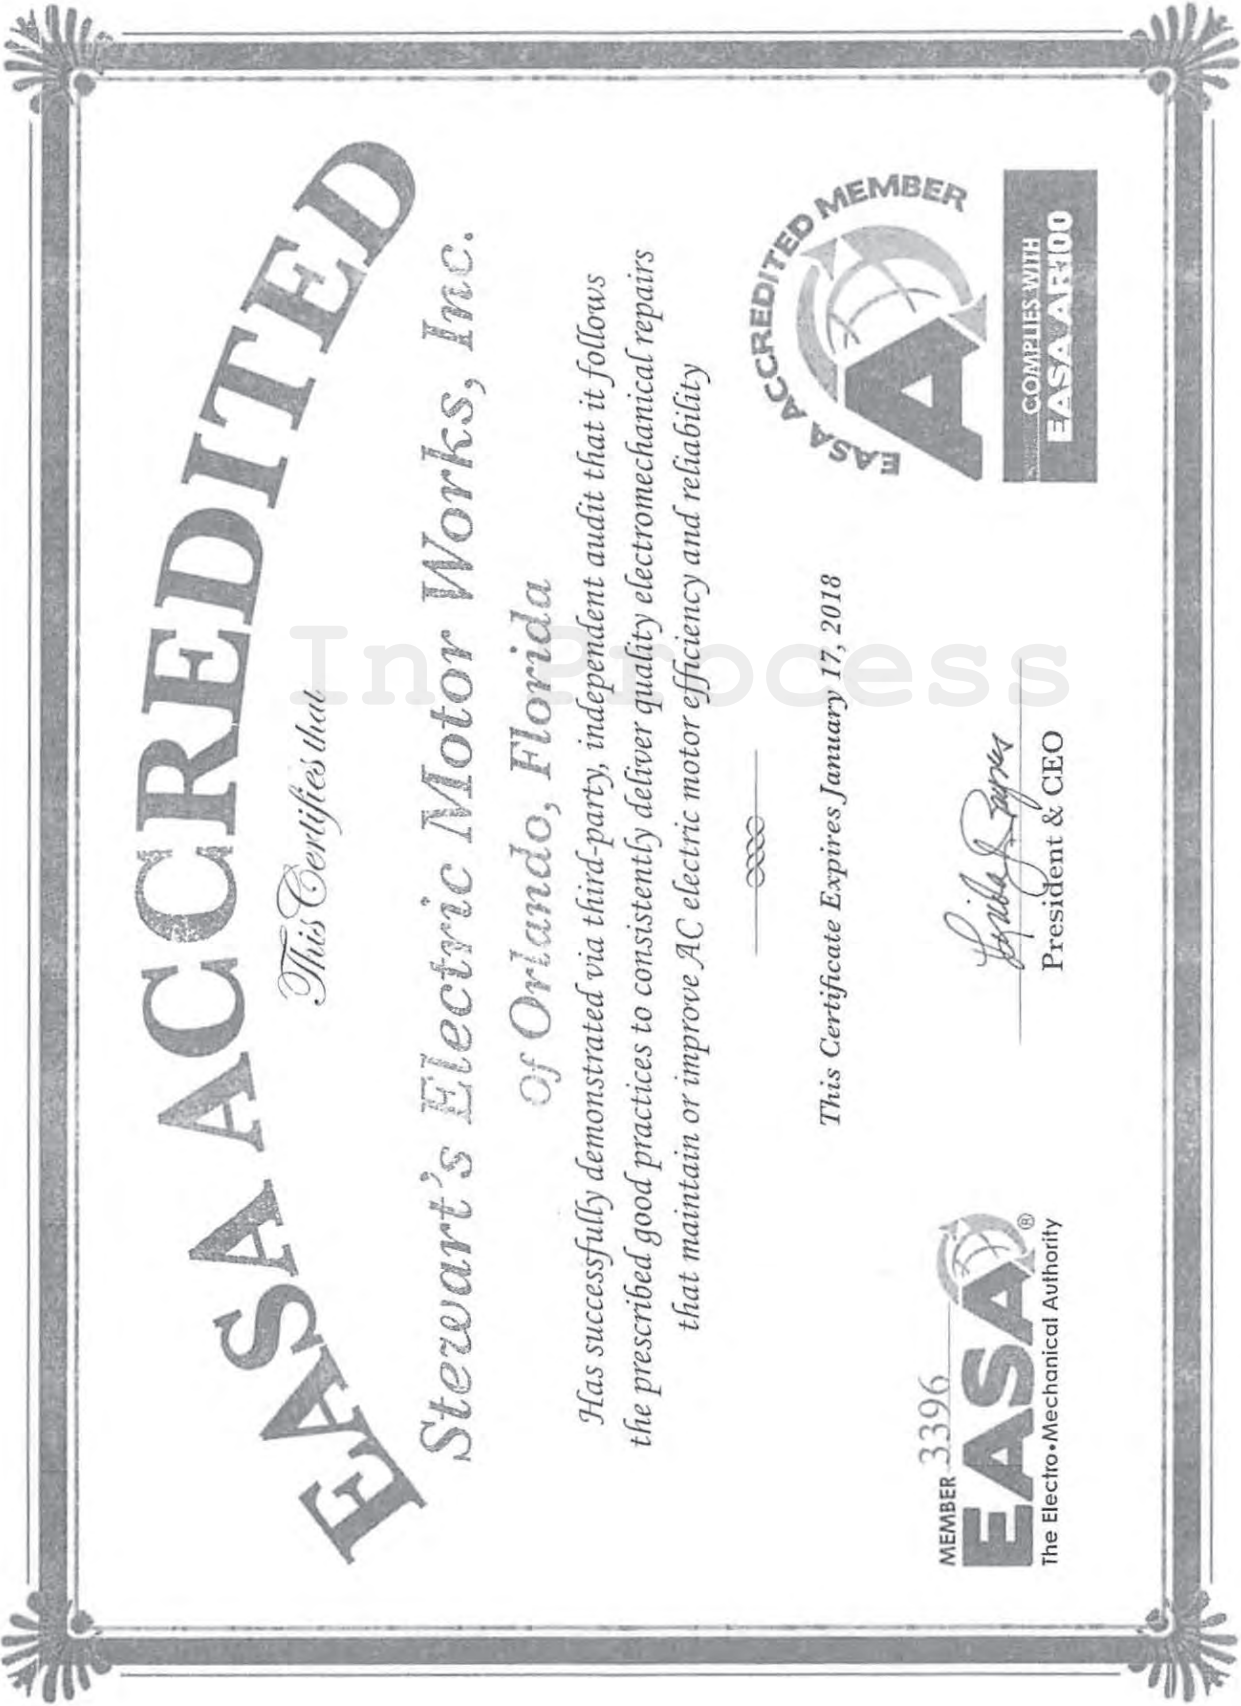 EASA ACCREDITED
This Certifies that
Stewart's Electric Motor Works, Inc.
of Orlando, Florida
Has successfully demonstrated via third-party, independent audit that it follows
the prescribed good practices to consistently deliver quality electromechanical repairs
that maintain or improve AC electric motor efficiency and reliability
This Certificate Expires January 17, 2018
MEMBER 3396
EASA®
The Electro•Mechanical Authority
President & CEO
EASA ACCREDITED MEMBER
A
COMPLIES WITH
EASA AR100
In Process